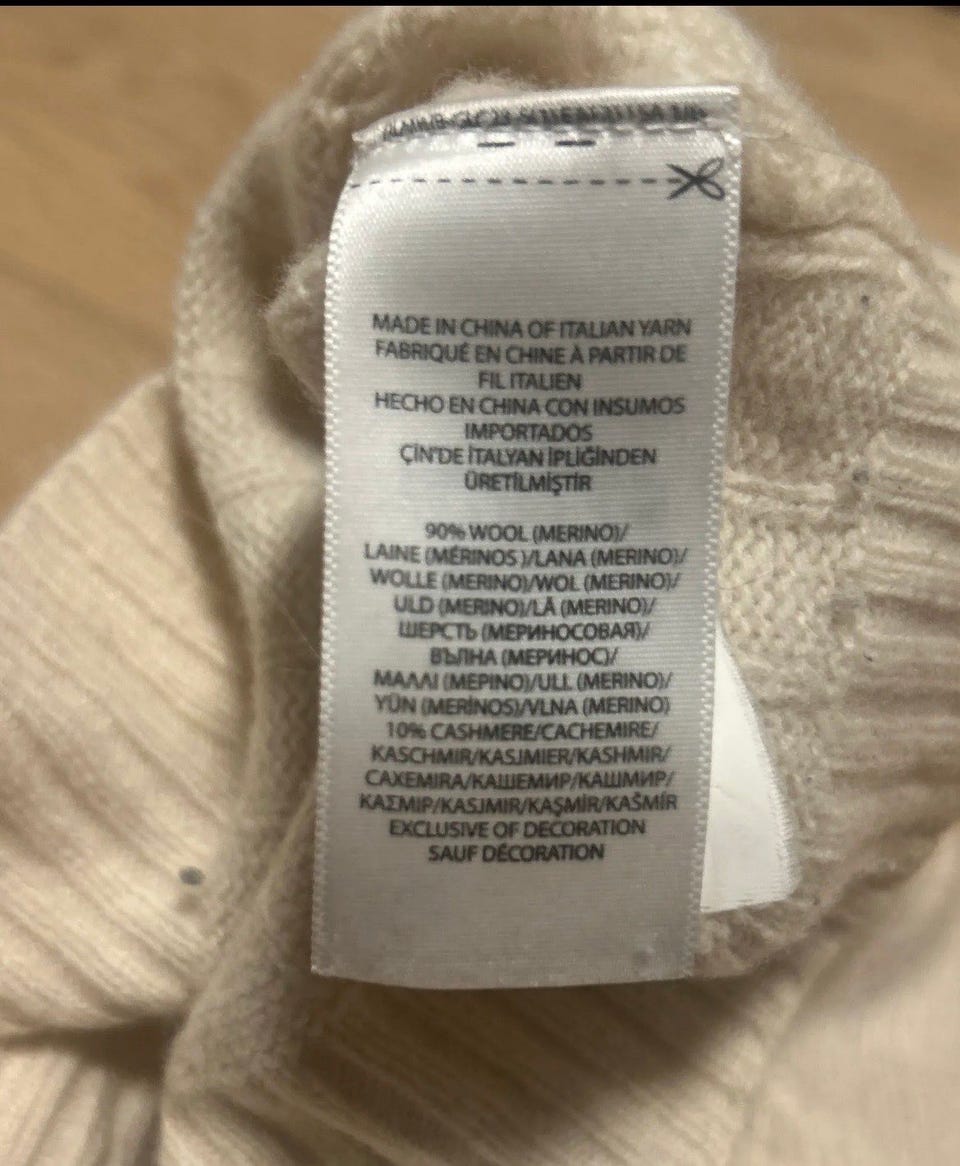 MADE IN CHINA OF ITALIAN YARN
FABRIQUÉ EN CHINE À PARTIR DE
FIL ITALIEN
HECHO EN CHINA CON INSUMOS
IMPORTADOS
ÇİN'DE İTALYAN İPLİĞİNDEN
ÜRETİLMİŞTİR
90% WOOL (MERINO)/
LAINE (MÉRINOS )/LANA (MERINO)/
WOLLE (MERINO)/WOL (MERINO)/
ULD (MERINO)/LÃ (MERINO)/
ШЕРСТЬ (МЕРИНОСОВАЯ)/
ВЪЛНА (МЕРИНОС)/
ΜΑΛΛΙ (ΜΕΡΙΝΟ)/ULL (MERINO)/
YÜN (MERİNOS)/VLNA (MERINO)
10% CASHMERE/CACHEMIRE/
KASCHMIR/KASJMIER/KASHMIR/
CAXEMIRA/КАШЕМИР/КАШМИР/
ΚΑΣΜΙΡ/KASJMIR/KAŞMİR/KAŠMÍR
EXCLUSIVE OF DECORATION
SAUF DÉCORATION